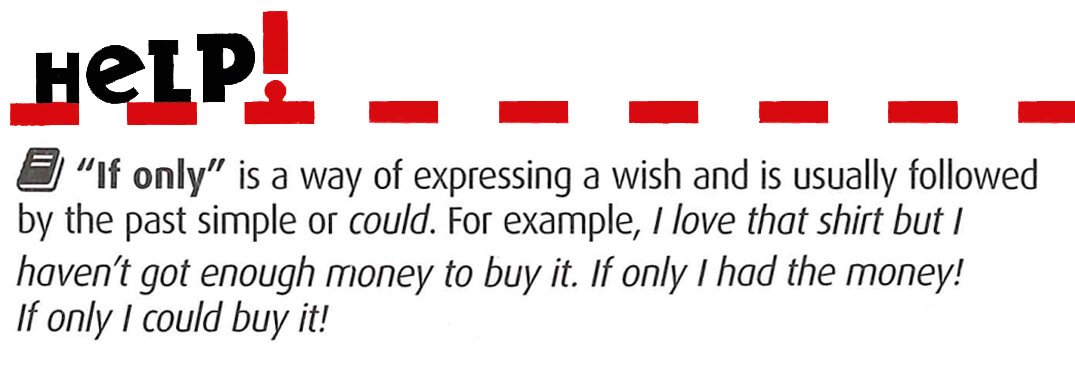 HeLP!
“If only” is a way of expressing a wish and is usually followed
by the past simple or could. For example, I love that shirt but I
haven’t got enough money to buy it. If only I had the money!
If only I could buy it!